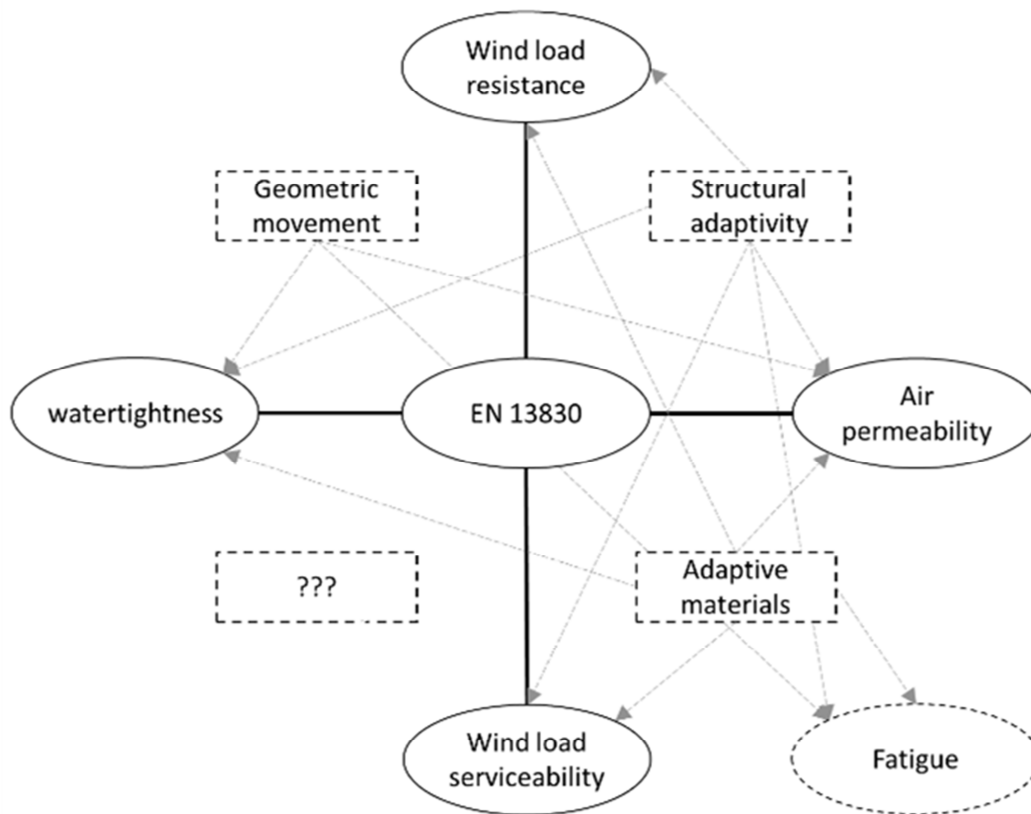 Wind load
resistance
Geometric
movement
Structural
adaptivity
watertightness
EN 13830
Air
permeability
???
Adaptive
materials
Wind load
serviceability
Fatigue